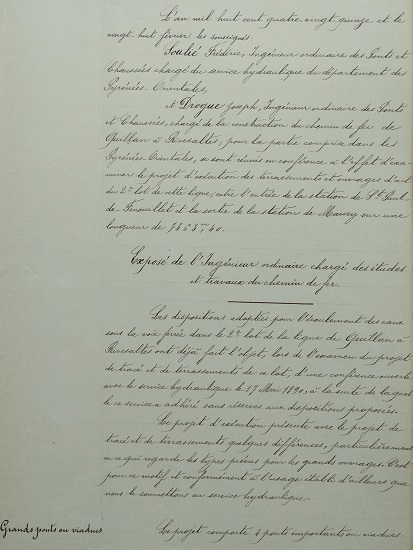 L'an mil huit cent quatre vingt quinze et le
vingt-huit février les soussignés
Soulié Fréderic, Ingénieur ordinaire des Ponts et
Chaussées chargé du service hydraulique du département des
Pyrénées-Orientales,
et Drogue Joseph, Ingénieur ordinaire des Ponts
et Chaussées, chargé de la construction du chemin de fer de
Quillan à Rivesaltes, pour la partie comprise dans les
Pyrénées Orientales, se sont réunis en conférence à l'effet d'exa-
miner le projet d'exécution des terrassements et ouvrages d'art
du 2e lot de cette ligne, entre l'entrée de la station de St Paul-
de-Fenouillet et la sortie de la station de Maury sur une
longueur de
Exposé de l'Ingénieur ordinaire chargé des études
et travaux du chemin de fer.
Les dispositions adoptées pour l'écoulement des eaux
sous la voie ferrée dans le 2e lot de la ligne de Quillan à
Rivesaltes ont déjà fait l'objet, lors de l'examen du projet
de tracé et de terrassements de ce lot, d'une conférence ouverte
avec le service hydraulique le 17 Mai 1890, à la suite de laquelle
le service a adhéré sans réserves aux dispositions proposées.
Le projet d'exécution présente avec le projet de
tracé et de terrassements quelques différences, particulièrement
en ce qui regarde les types prévus pour les grands ouvrages. C'est
pour ce motif et conformément à l'usage établi d'ailleurs que
nous le soumettons au service hydraulique.
Grands ponts ou viaducs
Le projet comporte 4 ponts importants ou viaducs.